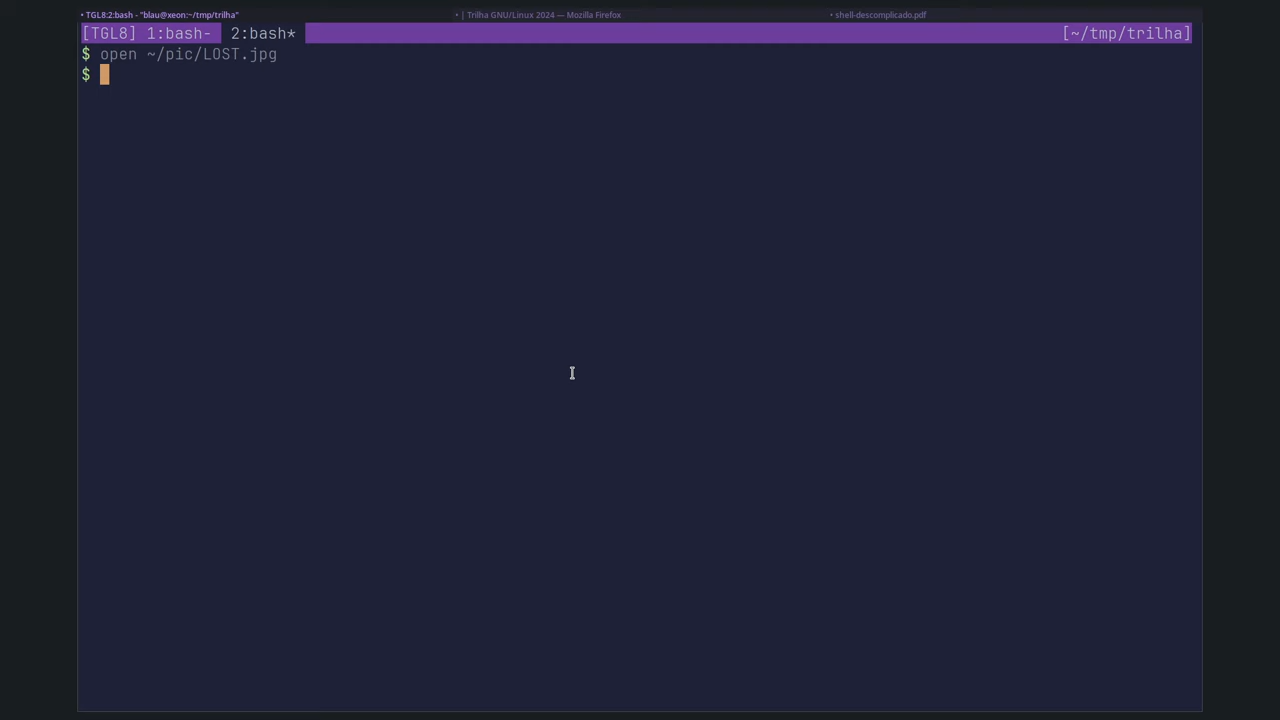 • TGL8:2:bash - "blau@xeon:~/tmp/trilha" • | Trilha GNU/Linux 2024 — Mozilla Firefox • shell-descomplicado.pdf
[TGL8] 1:bash- 2:bash* [~/tmp/trilha]
$ open ~/pic/LOST.jpg
$